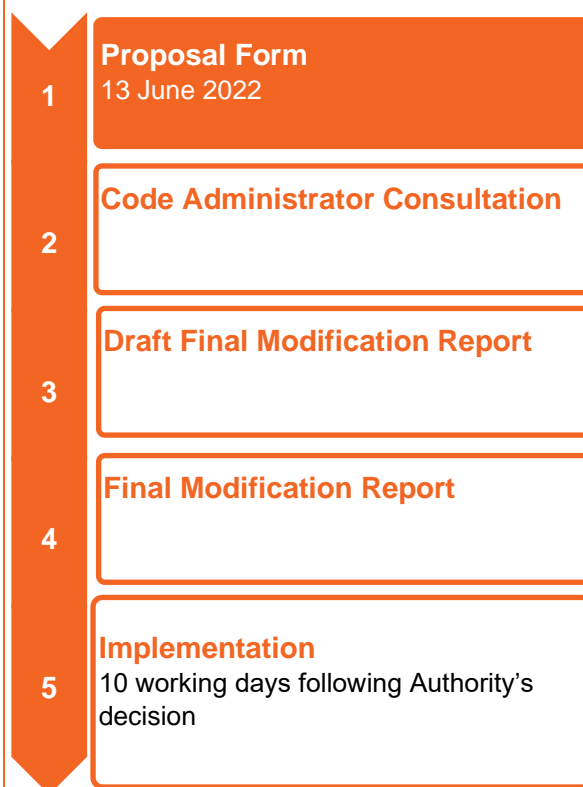 1
Proposal Form
13 June 2022
2
Code Administrator Consultation
3
Draft Final Modification Report
4
Final Modification Report
5
Implementation
10 working days following Authority's
decision